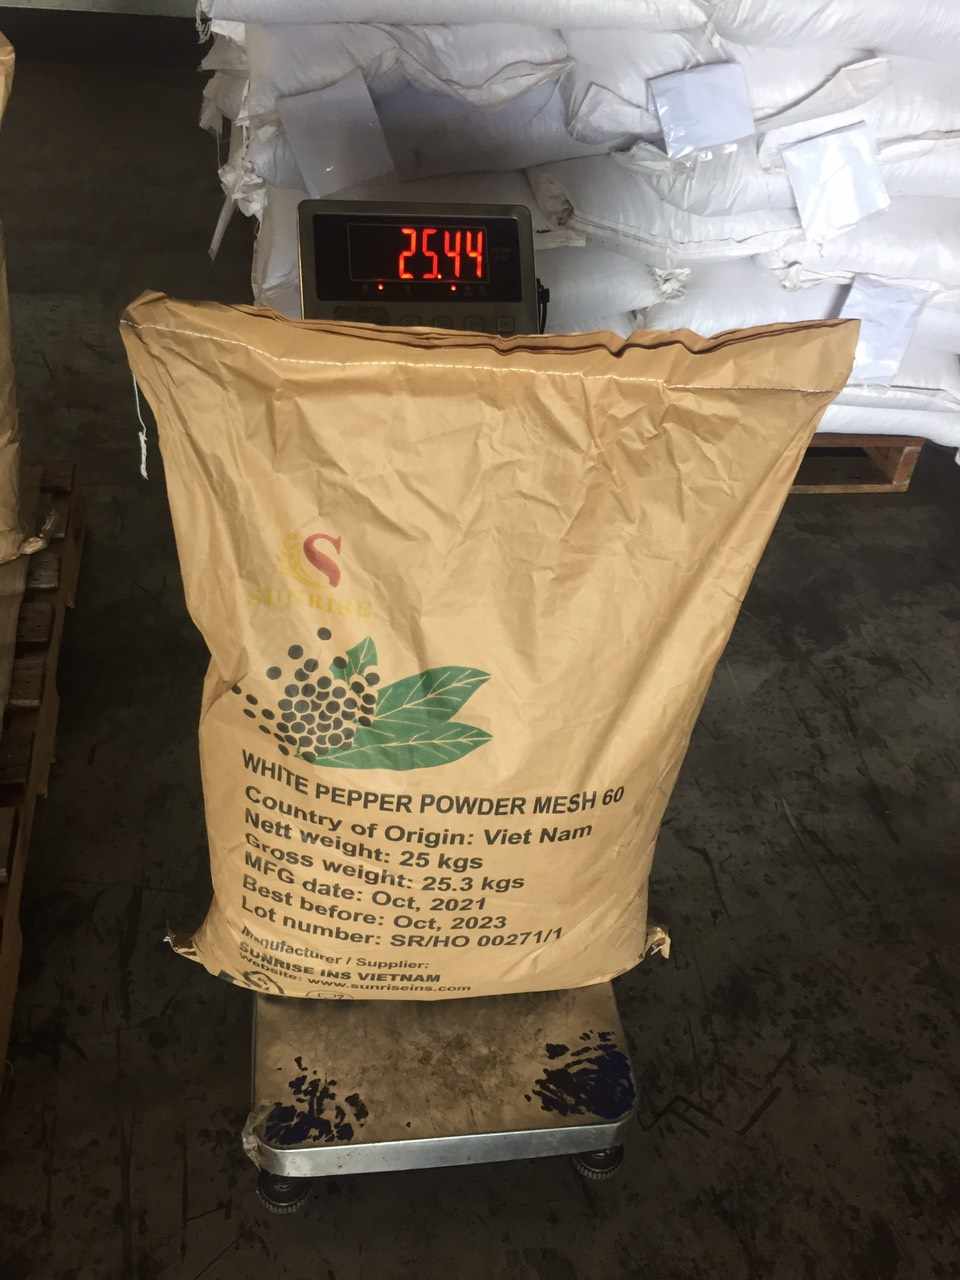 25.44
S
SUNRISE
WHITE PEPPER POWDER MESH 60
Country of Origin: Viet Nam
Nett weight: 25 kgs
Gross weight: 25.3 kgs
MFG date: Oct, 2021
Best before: Oct, 2023
Lot number: SR/HO 00271/1
Manufacturer / Supplier:
SUNRISE INS VIETNAM
Website: www.sunriseins.com